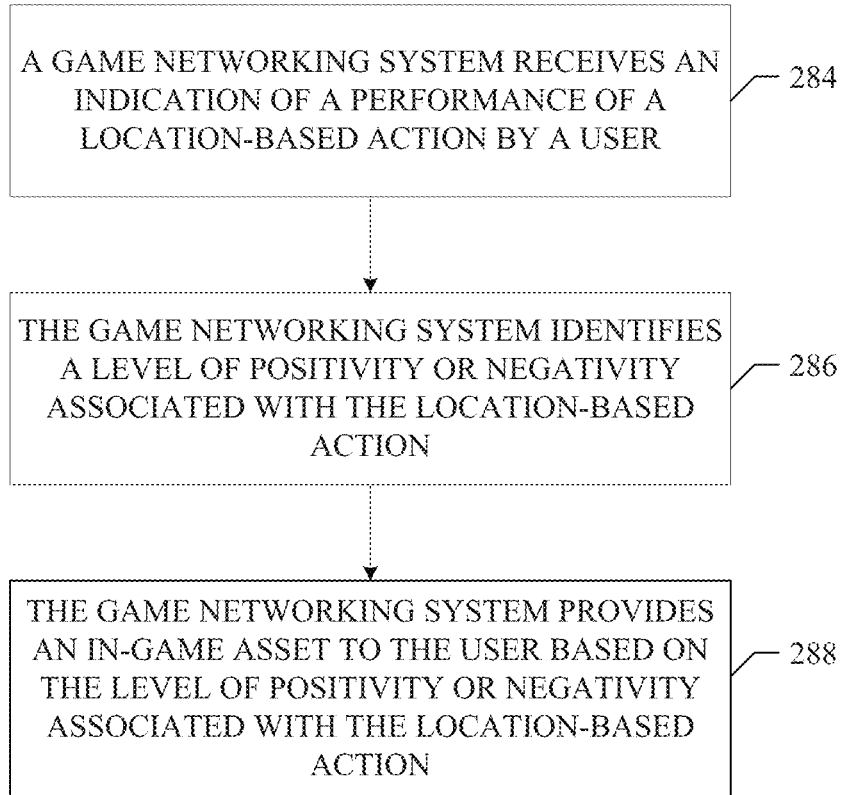 A GAME NETWORKING SYSTEM RECEIVES AN
INDICATION OF A PERFORMANCE OF A
LOCATION-BASED ACTION BY A USER
284
THE GAME NETWORKING SYSTEM IDENTIFIES
A LEVEL OF POSITIVITY OR NEGATIVITY
ASSOCIATED WITH THE LOCATION-BASED
ACTION
286
THE GAME NETWORKING SYSTEM PROVIDES
AN IN-GAME ASSET TO THE USER BASED ON
THE LEVEL OF POSITIVITY OR NEGATIVITY
ASSOCIATED WITH THE LOCATION-BASED
ACTION
288